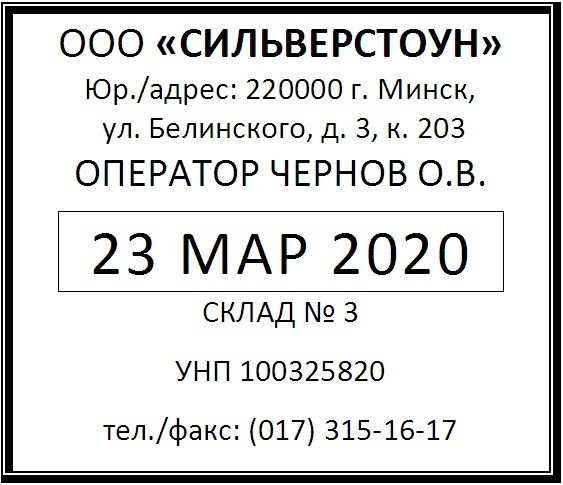 ООО «СИЛЬВЕРСТОУН»
Юр./адрес: 220000 г. Минск,
ул. Белинского, д. 3, к. 203
ОПЕРАТОР ЧЕРНОВ О.В.
23 МАР 2020
СКЛАД № 3
УНП 100325820
тел./факс: (017) 315-16-17